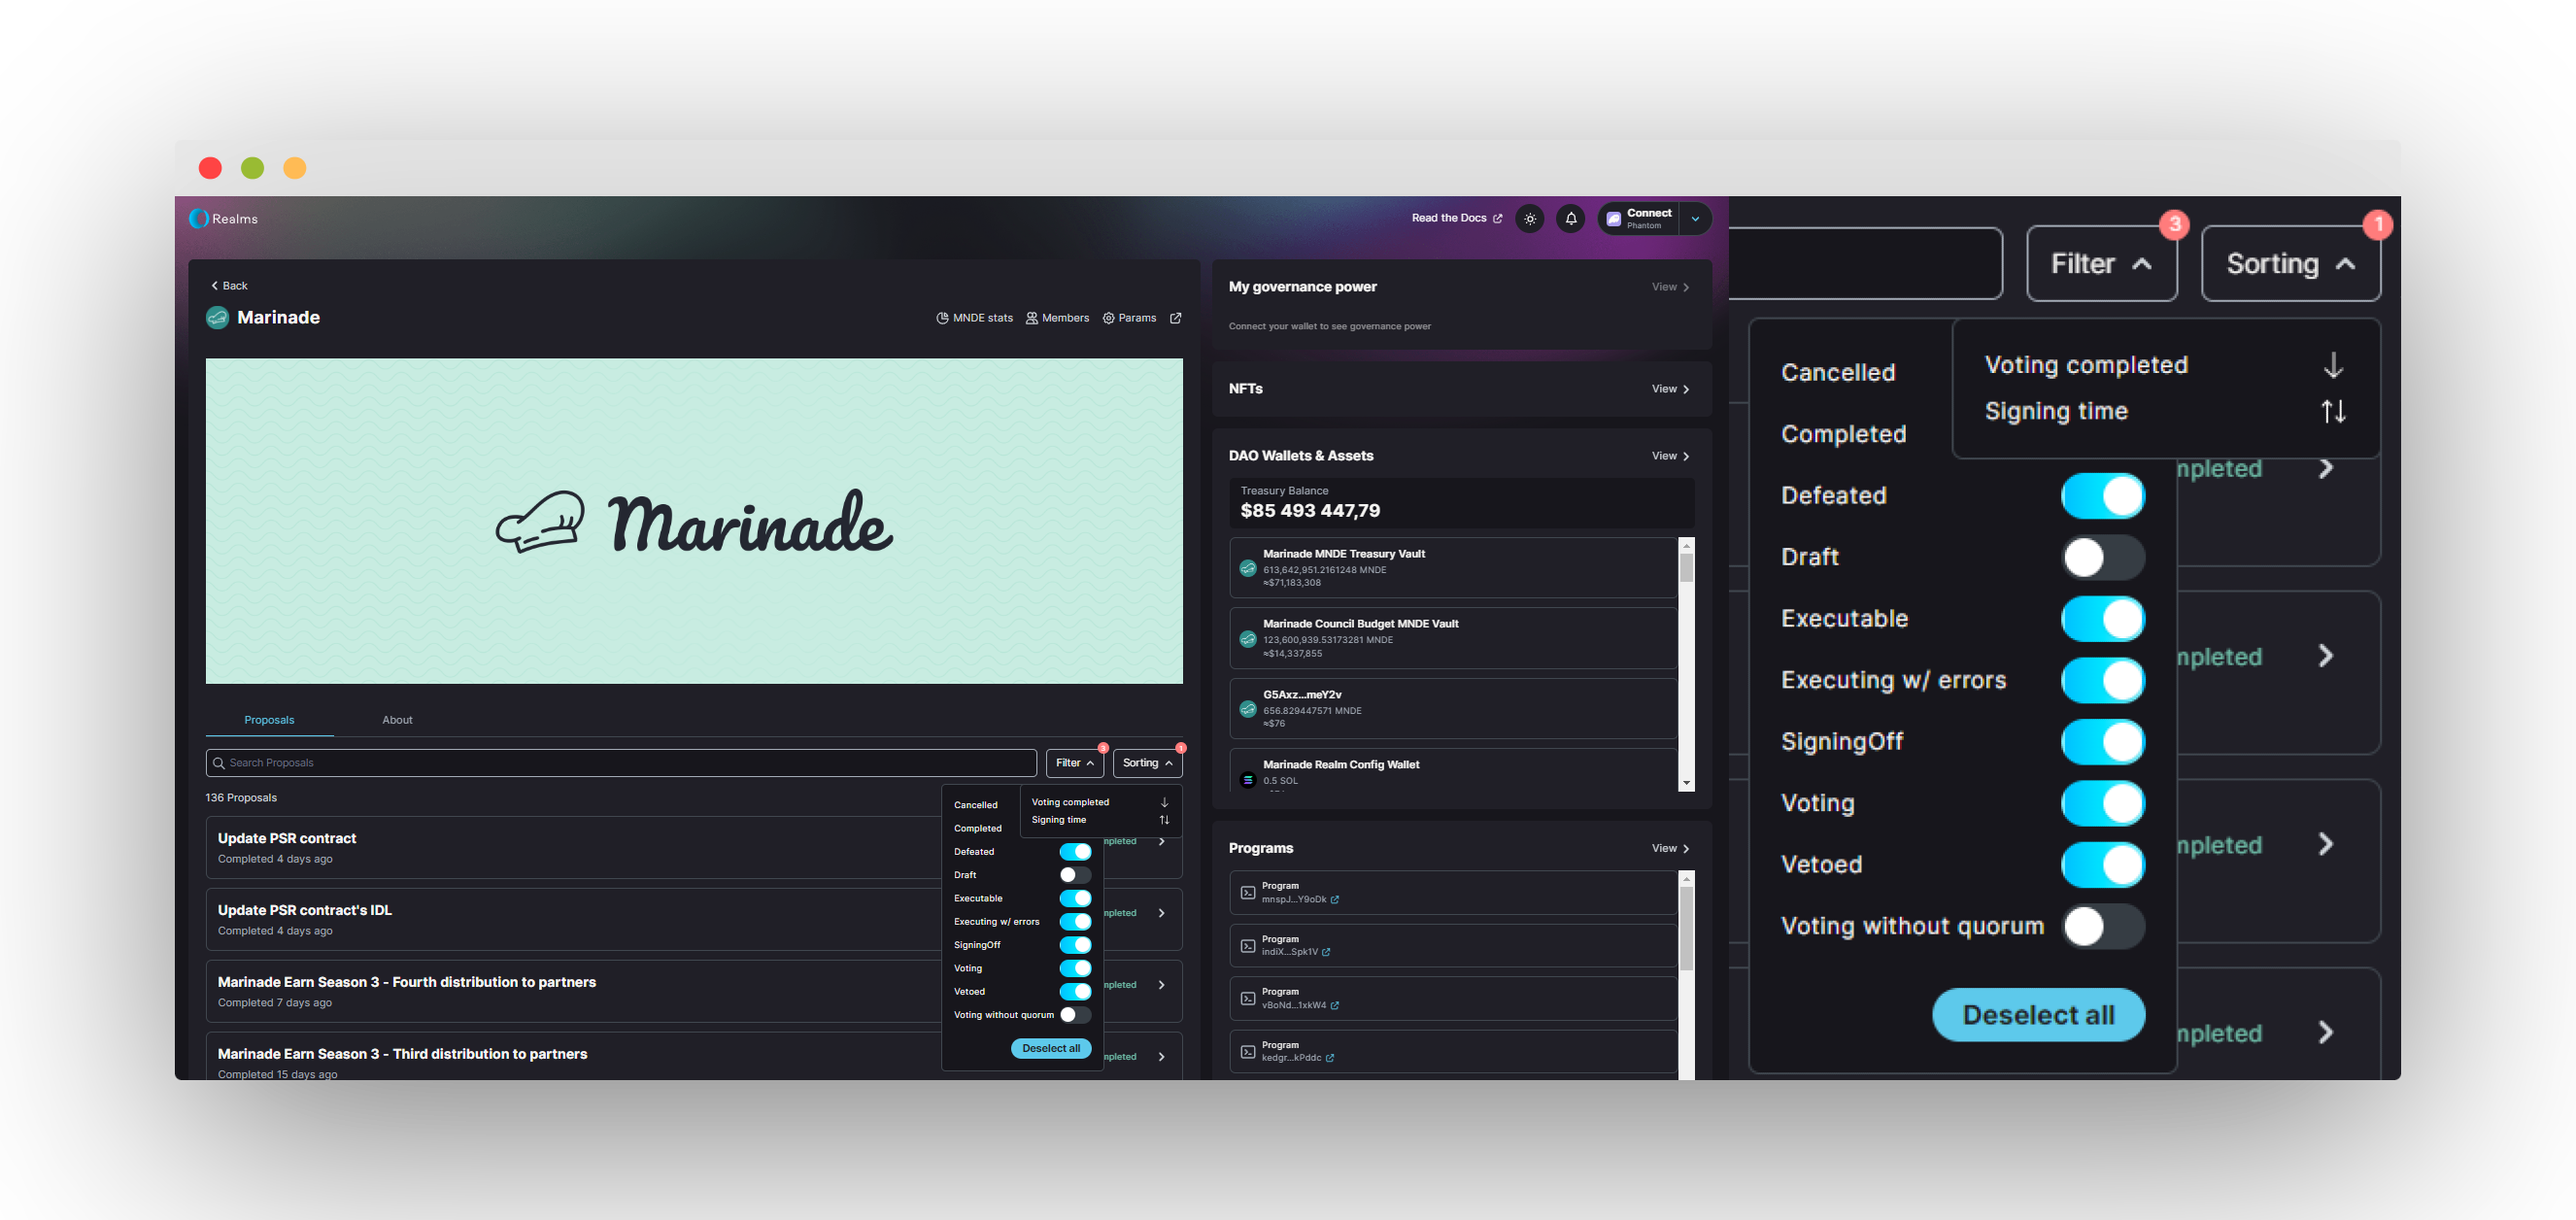 Realms
Read the Docs
Connect
Phantom
Back
Marinade
MNDE stats
Members
Params
Marinade
Proposals
About
Search Proposals
Filter
3
Sorting
1
136 Proposals
Update PSR contract
Completed 4 days ago
mpleted
Update PSR contract's IDL
Completed 4 days ago
mpleted
Marinade Earn Season 3 - Fourth distribution to partners
Completed 7 days ago
mpleted
Marinade Earn Season 3 - Third distribution to partners
Completed 15 days ago
mpleted
Cancelled
Completed
Defeated
Draft
Executable
Executing w/ errors
SigningOff
Voting
Vetoed
Voting without quorum
Deselect all
Voting completed
Signing time
My governance power
View
Connect your wallet to see governance power
NFTs
View
DAO Wallets & Assets
View
Treasury Balance
$85 493 447,79
Marinade MNDE Treasury Vault
613,642,951.2161248 MNDE
≈$71,183,308
Marinade Council Budget MNDE Vault
123,600,939.53173281 MNDE
≈$14,337,855
G5Axz...meY2v
656.829447571 MNDE
≈$76
Marinade Realm Config Wallet
0.5 SOL
Programs
View
Program
mnspJ...Y9oDk
Program
indiX...Spk1V
Program
vBoNd...1xkW4
Program
kedgr...kPddc
Filter
3
Sorting
1
Cancelled
Completed
Defeated
Draft
Executable
Executing w/ errors
SigningOff
Voting
Vetoed
Voting without quorum
Deselect all
Voting completed
Signing time
mpleted
mpleted
mpleted
mpleted